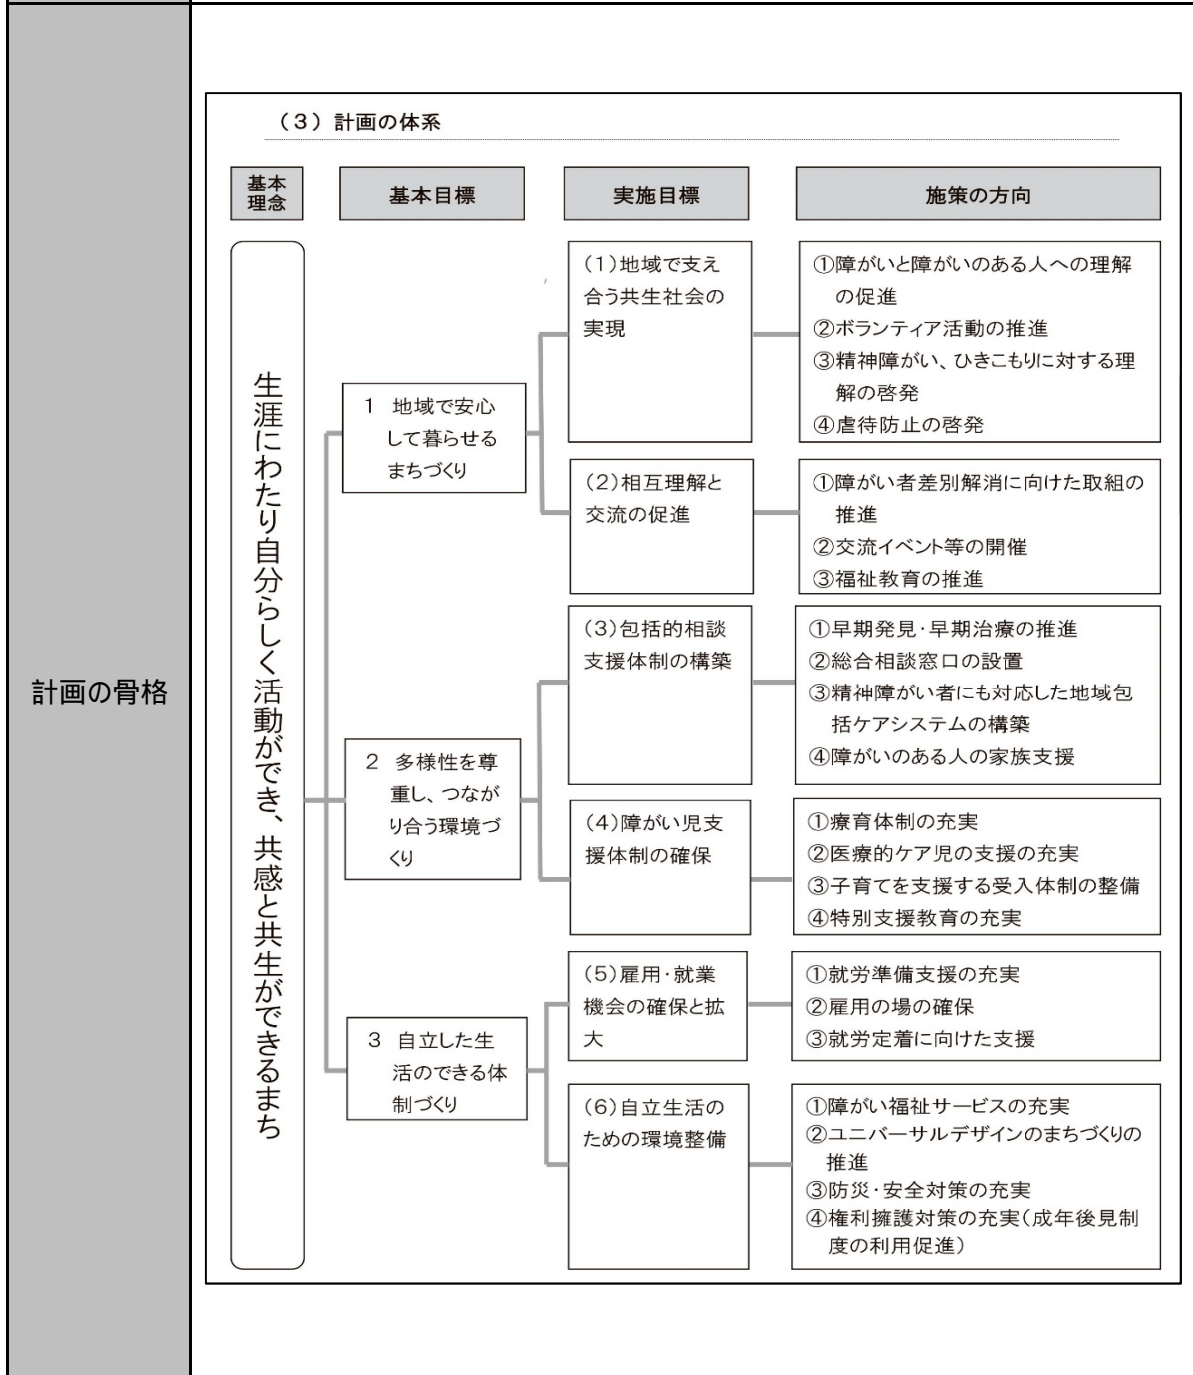 計画の骨格
（３）計画の体系
基本
理念
基本目標
実施目標
施策の方向
生涯にわたり自分らしく活動ができ、共感と共生ができるまち
１ 地域で安心
して暮らせる
まちづくり
（１）地域で支え
合う共生社会の
実現
①障がいと障がいのある人への理解
の促進
②ボランティア活動の推進
③精神障がい、ひきこもりに対する理
解の啓発
④虐待防止の啓発
（２）相互理解と
交流の促進
①障がい者差別解消に向けた取組の
推進
②交流イベント等の開催
③福祉教育の推進
２ 多様性を尊
重し、つなが
り合う環境づ
くり
（３）包括的相談
支援体制の構築
①早期発見・早期治療の推進
②総合相談窓口の設置
③精神障がい者にも対応した地域包
括ケアシステムの構築
④障がいのある人の家族支援
（４）障がい児支
援体制の確保
①療育体制の充実
②医療的ケア児の支援の充実
③子育てを支援する受入体制の整備
④特別支援教育の充実
３ 自立した生
活のできる体
制づくり
（５）雇用・就業
機会の確保と拡
大
①就労準備支援の充実
②雇用の場の確保
③就労定着に向けた支援
（６）自立生活の
ための環境整備
①障がい福祉サービスの充実
②ユニバーサルデザインのまちづくりの
推進
③防災・安全対策の充実
④権利擁護対策の充実（成年後見制
度の利用促進）